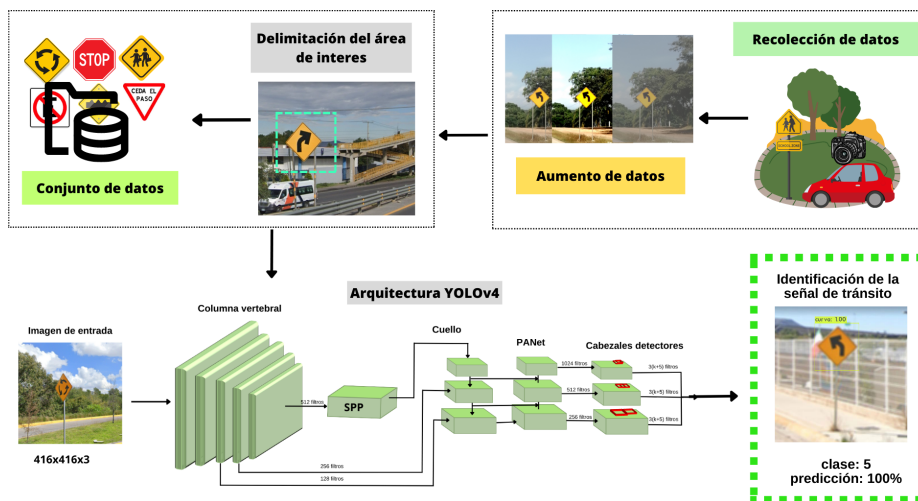 Delimitación del área
de interes
STOP
CEDA EL
PASO
Conjunto de datos
Aumento de datos
Recolección de datos
Arquitectura YOLOv4
Imagen de entrada
416x416x3
Columna vertebral
512 filtros
SPP
256 filtros
128 filtros
Cuello
PANet
1024 filtros
512 filtros
256 filtros
Cabezales detectores
3(k+5) filtros
3(k+5) filtros
3(k+5) filtros
Identificación de la
señal de tránsito
curva: 1.00
clase: 5
predicción: 100%